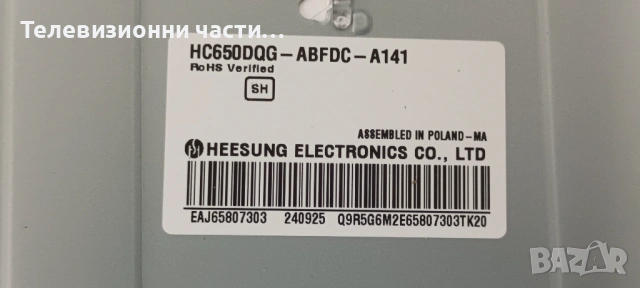 Телевизионни части...
HC650DQG-ABFDC-A141
RoHS Verified
SH
ASSEMBLED IN POLAND-MA
HEESUNG ELECTRONICS CO., LTD
EAJ65807303 240925 Q9R5G6M2E65807303TK20
BAZAR